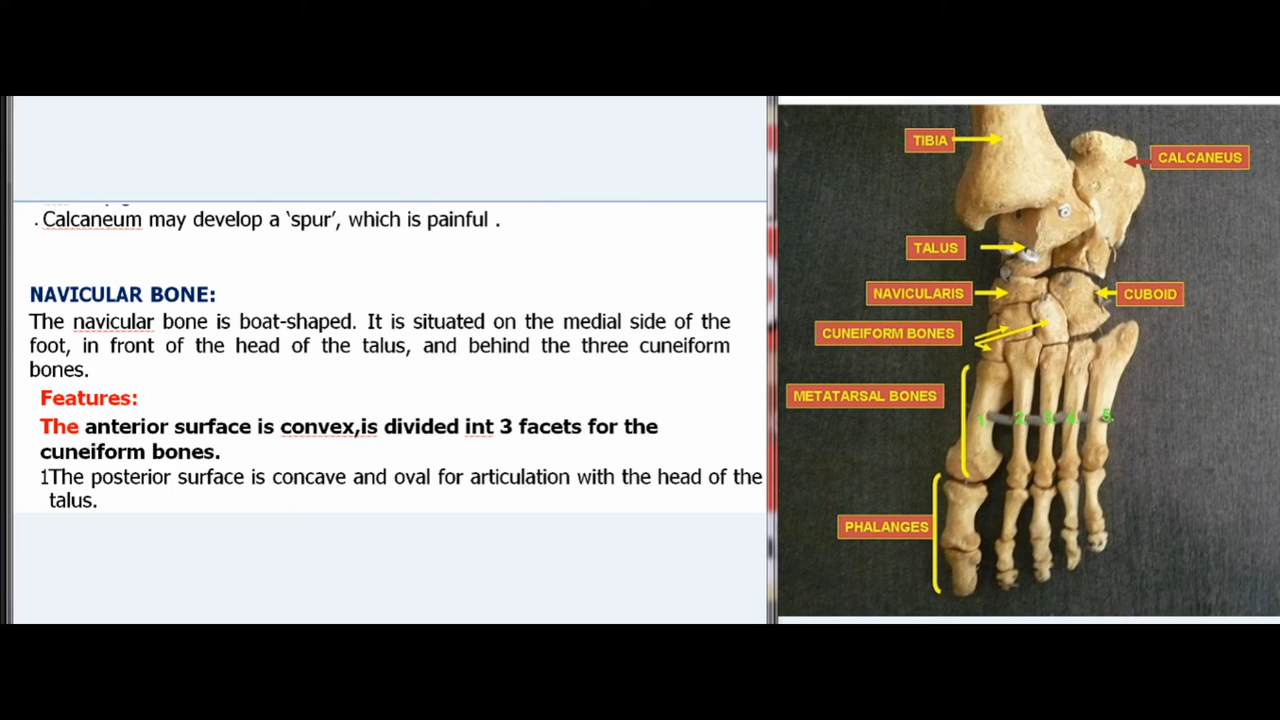 . Calcaneum may develop a ‘spur’, which is painful .
NAVICULAR BONE:
The navicular bone is boat-shaped. It is situated on the medial side of the
foot, in front of the head of the talus, and behind the three cuneiform
bones.
Features:
The anterior surface is convex,is divided int 3 facets for the
cuneiform bones.
1The posterior surface is concave and oval for articulation with the head of the
talus.
TIBIA
CALCANEUS
TALUS
NAVICULARIS
CUBOID
CUNEIFORM BONES
METATARSAL BONES
1 2 3 4 5
PHALANGES